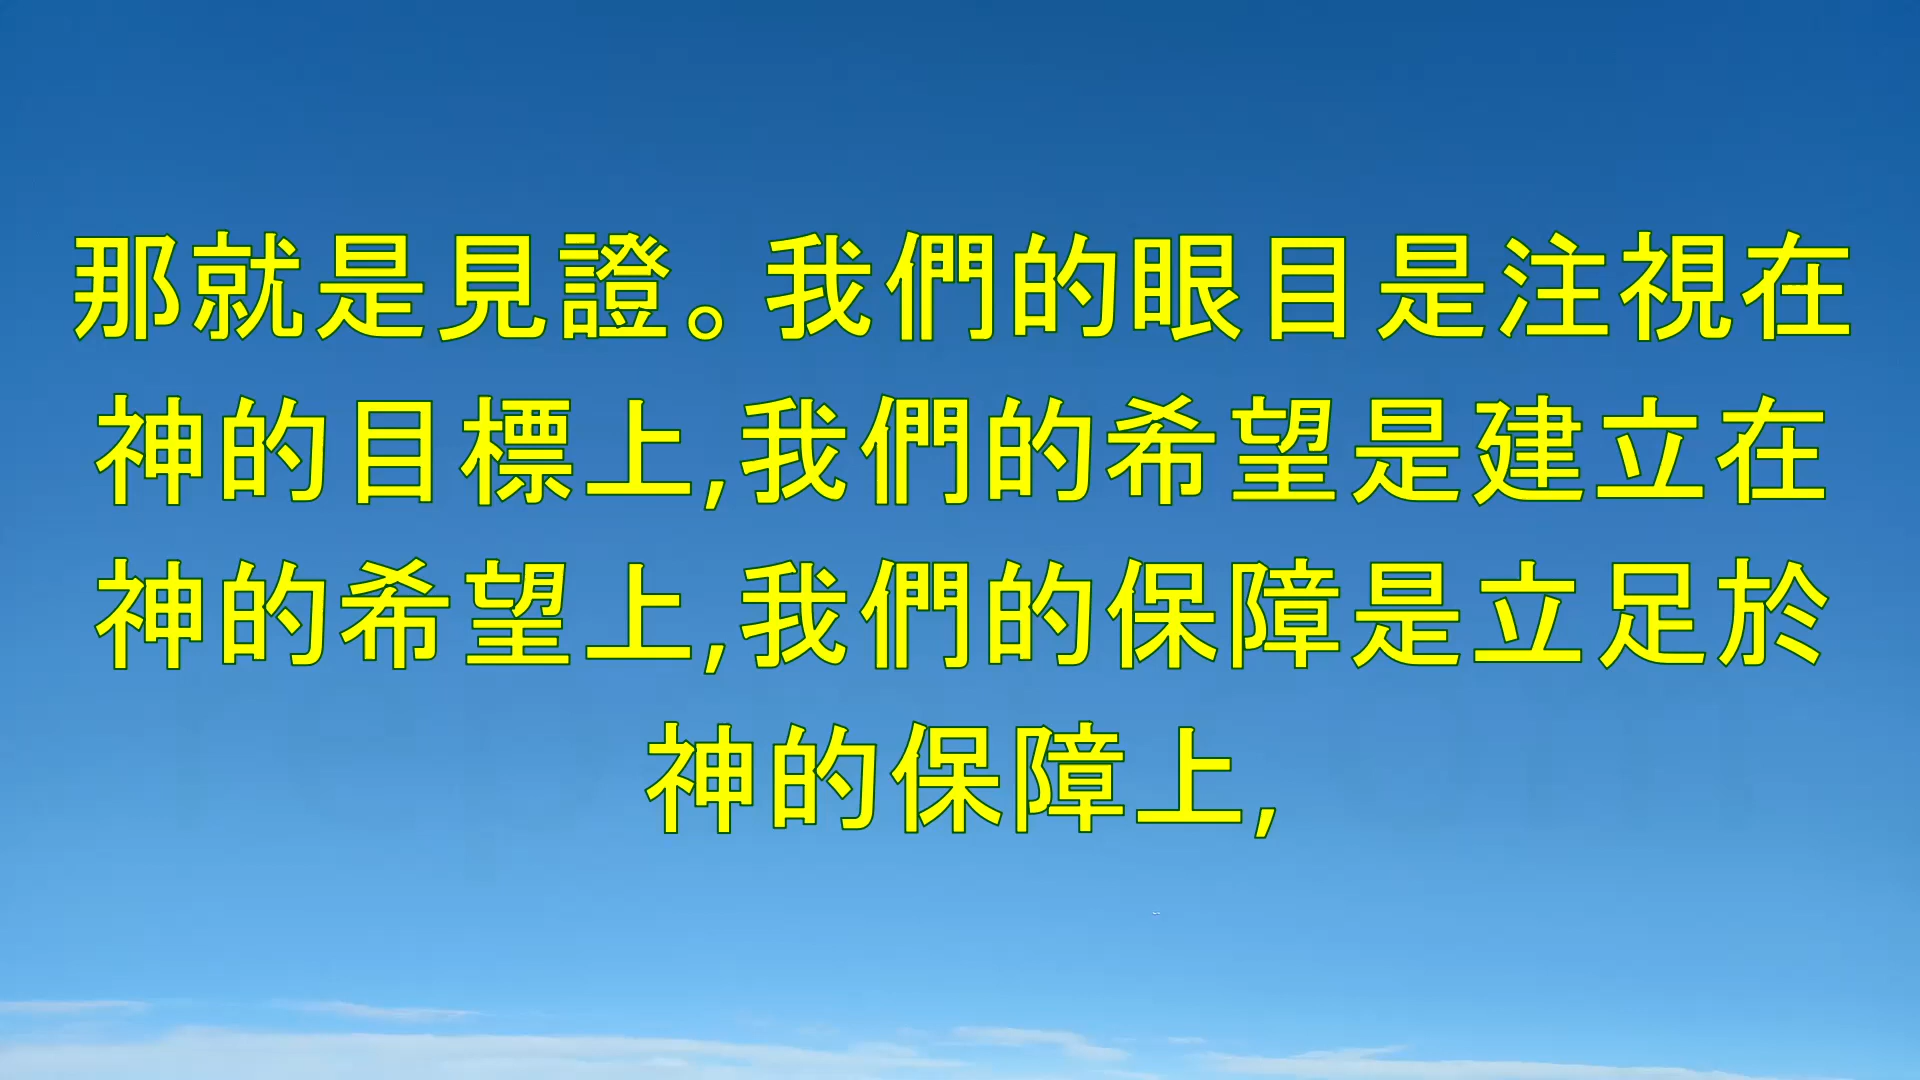 那就是見證。我們的眼目是注視在
神的目標上,我們的希望是建立在
神的希望上,我們的保障是立足於
神的保障上,